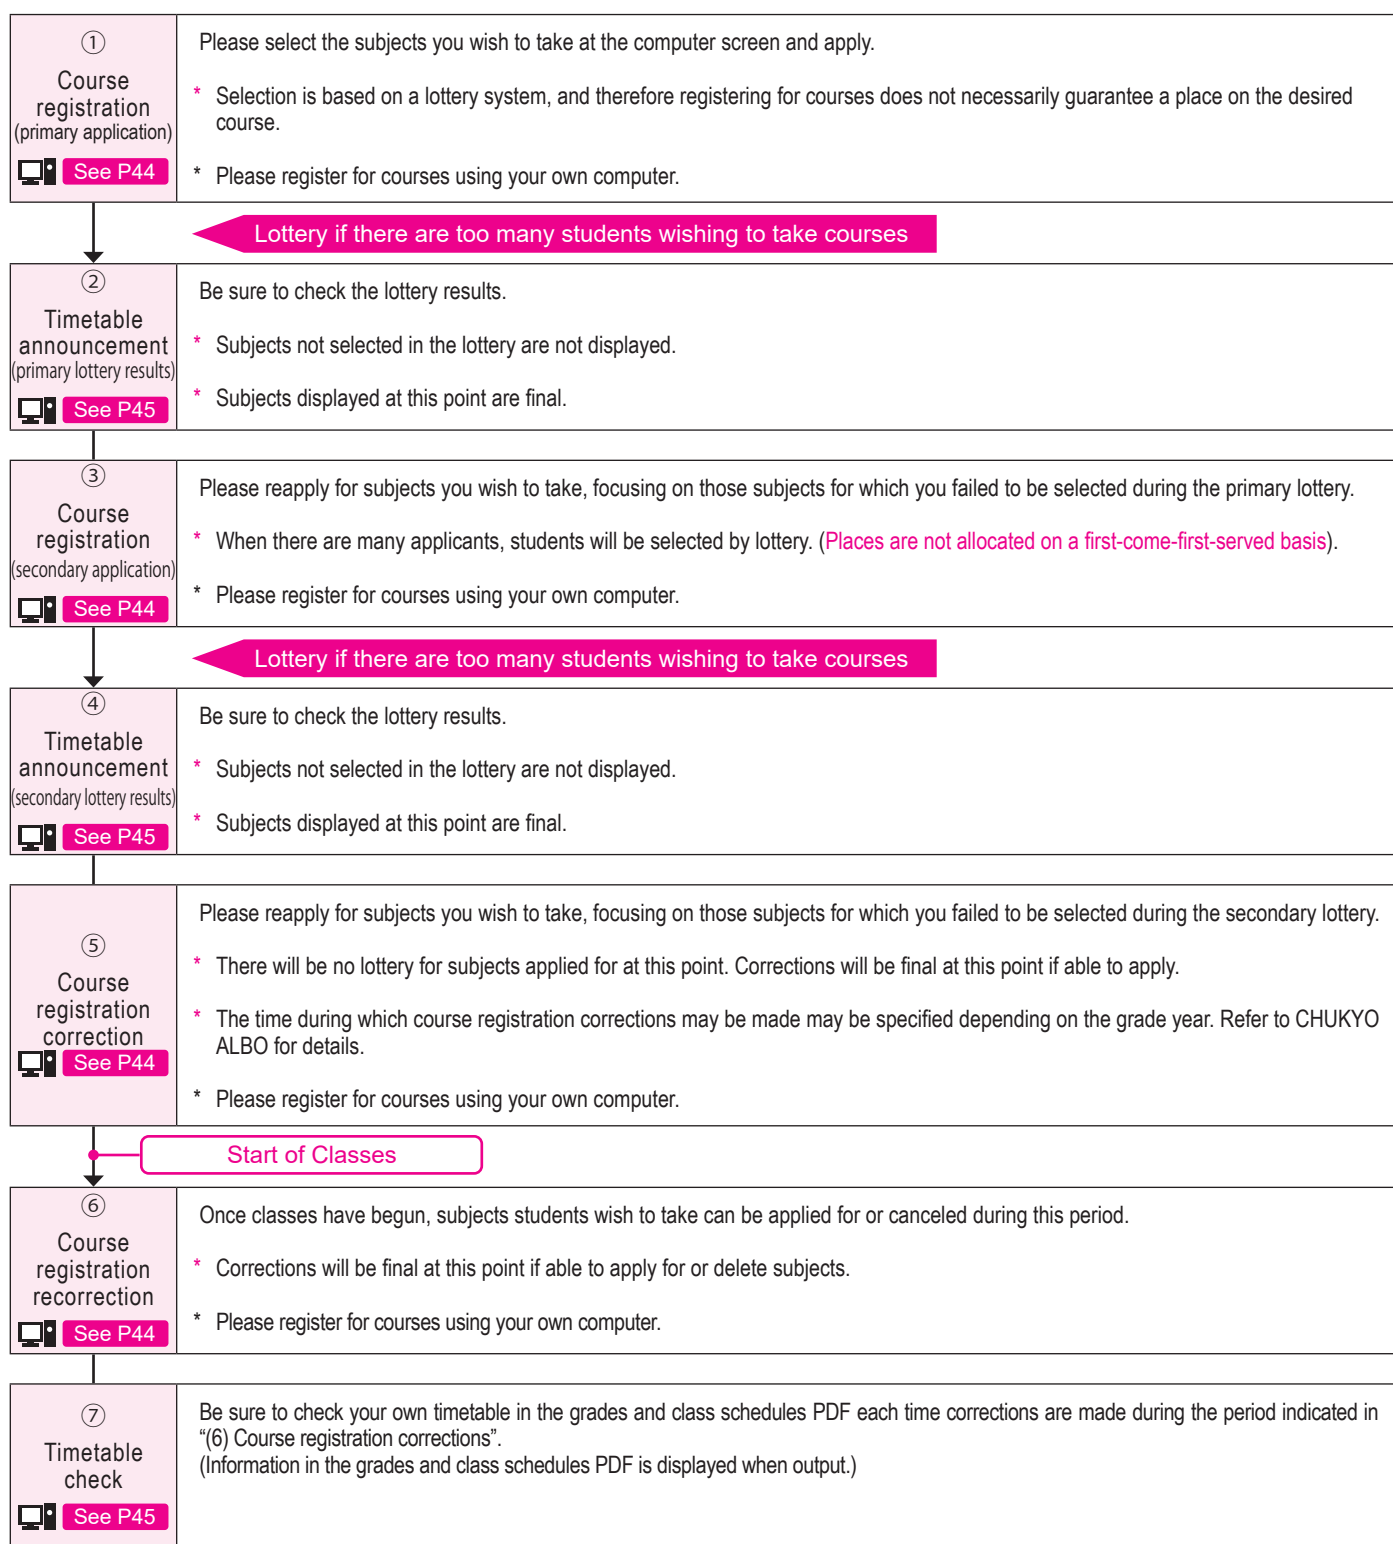 ①
Course
registration
(primary application)
See P44
Please select the subjects you wish to take at the computer screen and apply.
* Selection is based on a lottery system, and therefore registering for courses does not necessarily guarantee a place on the desired
course.
* Please register for courses using your own computer.
Lottery if there are too many students wishing to take courses
②
Timetable
announcement
(primary lottery results)
See P45
Be sure to check the lottery results.
* Subjects not selected in the lottery are not displayed.
* Subjects displayed at this point are final.
③
Course
registration
(secondary application)
See P44
Please reapply for subjects you wish to take, focusing on those subjects for which you failed to be selected during the primary lottery.
* When there are many applicants, students will be selected by lottery. (Places are not allocated on a first-come-first-served basis).
* Please register for courses using your own computer.
Lottery if there are too many students wishing to take courses
④
Timetable
announcement
(secondary lottery results)
See P45
Be sure to check the lottery results.
* Subjects not selected in the lottery are not displayed.
* Subjects displayed at this point are final.
⑤
Course
registration
correction
See P44
Please reapply for subjects you wish to take, focusing on those subjects for which you failed to be selected during the secondary lottery.
* There will be no lottery for subjects applied for at this point. Corrections will be final at this point if able to apply.
* The time during which course registration corrections may be made may be specified depending on the grade year. Refer to CHUKYO
ALBO for details.
* Please register for courses using your own computer.
Start of Classes
⑥
Course
registration
recorrection
See P44
Once classes have begun, subjects students wish to take can be applied for or canceled during this period.
* Corrections will be final at this point if able to apply for or delete subjects.
* Please register for courses using your own computer.
⑦
Timetable
check
See P45
Be sure to check your own timetable in the grades and class schedules PDF each time corrections are made during the period indicated in
“(6) Course registration corrections”.
(Information in the grades and class schedules PDF is displayed when output.)